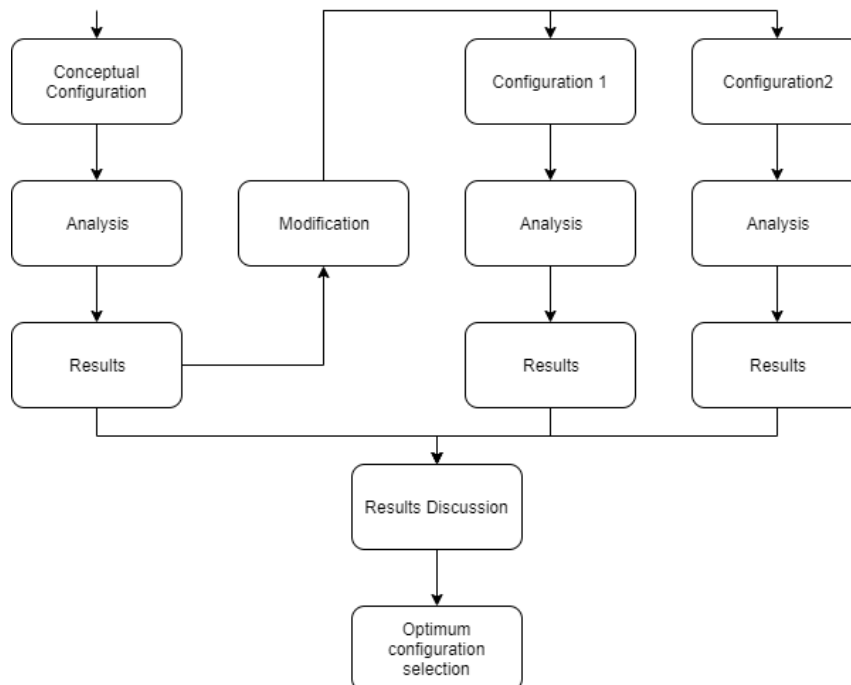 Conceptual
Configuration
Configuration 1
Configuration2
Analysis
Modification
Analysis
Analysis
Results
Results
Results
Results Discussion
Optimum
configuration
selection